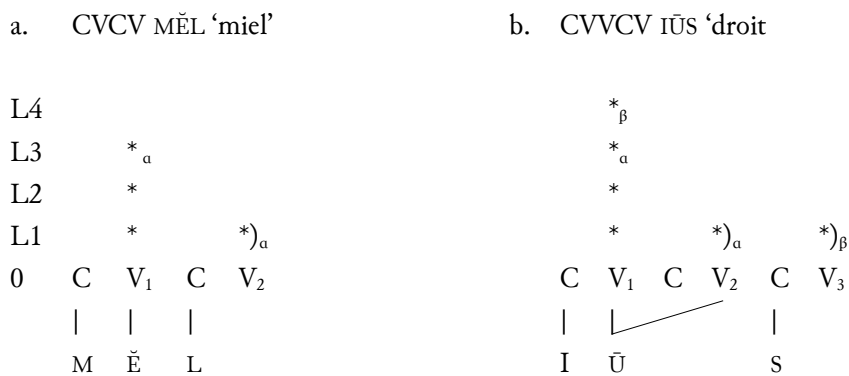 a. CVCV MĔL ‘miel’ b. CVVCV IŪS ‘droit
L4 *β
L3 *ɑ *ɑ
L2 * *
L1 * *)ɑ * *)ɑ *)β
0 C V₁ C V₂ C V₁ C V₂ C V₃
| | | | | |
M Ĕ L I Ū S